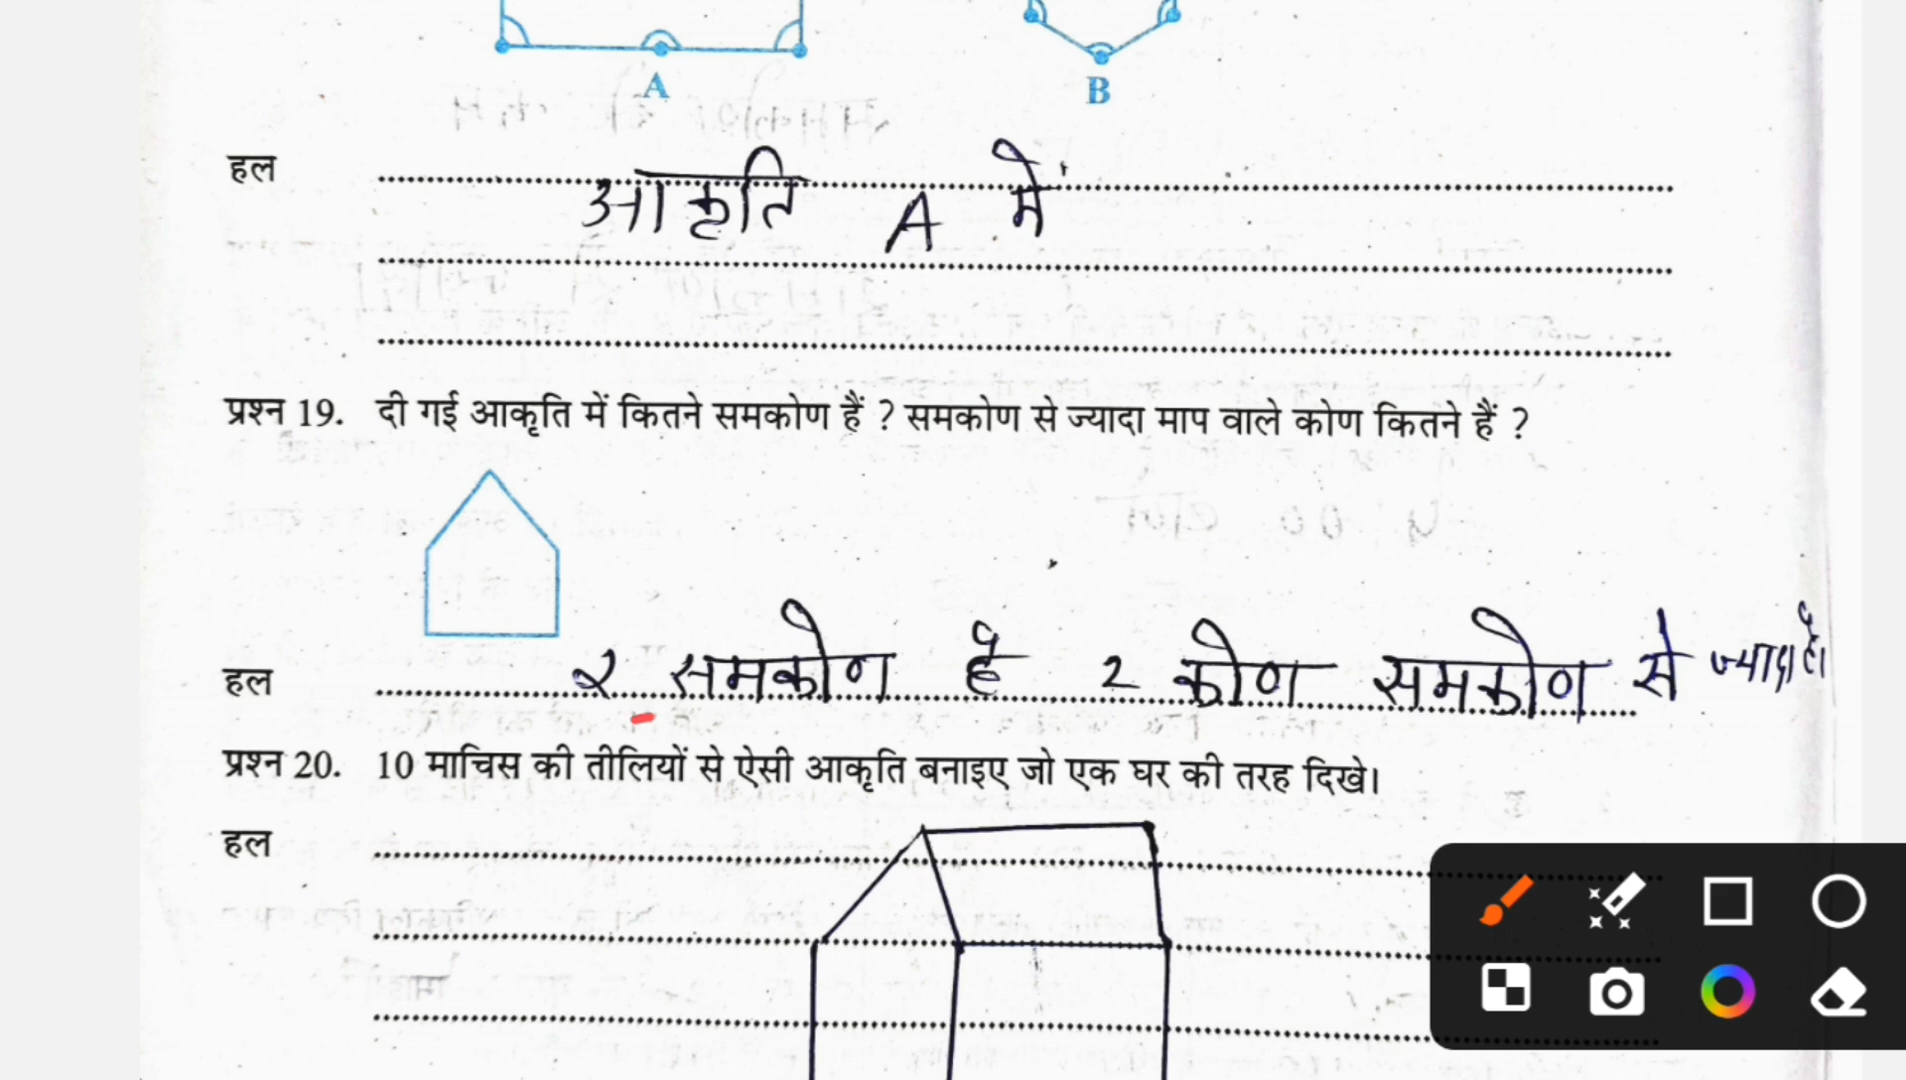 A
B
हल
आकृति A में
प्रश्न 19. दी गई आकृति में कितने समकोण हैं ? समकोण से ज्यादा माप वाले कोण कितने हैं ?
हल २ समकोण है 2 कोण समकोण से ज्यादा है।
प्रश्न 20. 10 माचिस की तीलियों से ऐसी आकृति बनाइए जो एक घर की तरह दिखे।
हल